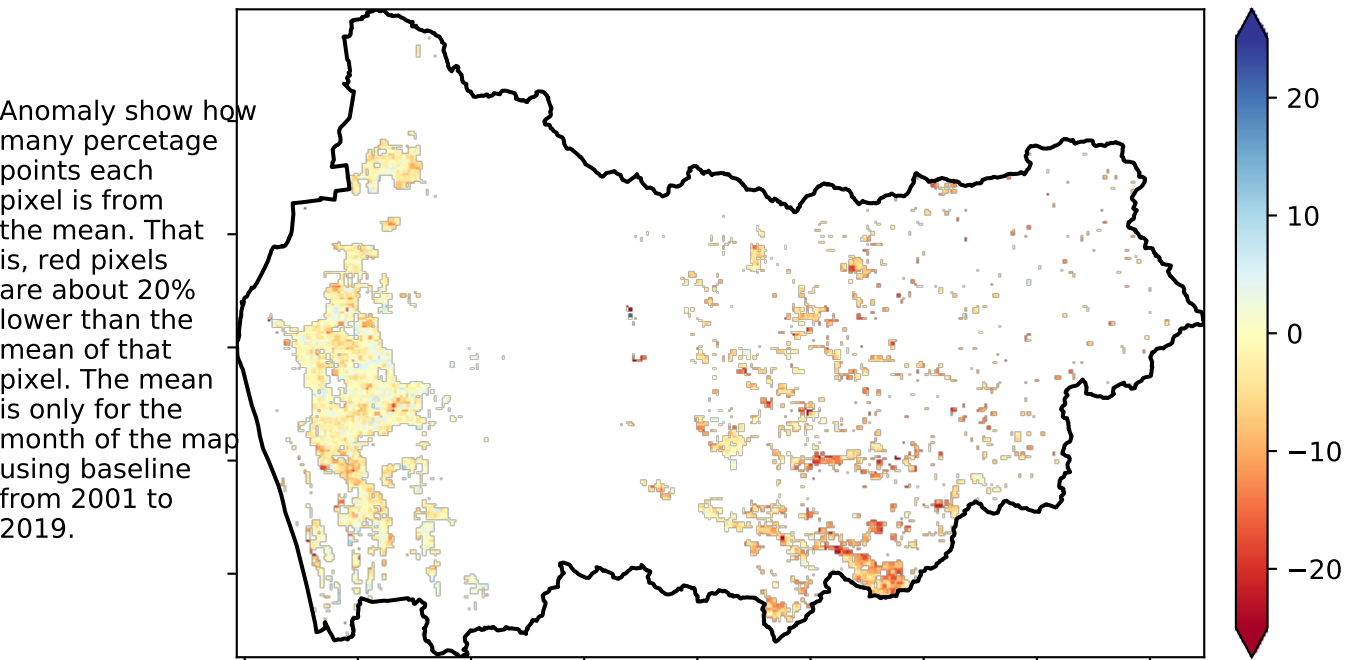 Anomaly show how
many percetage
points each
pixel is from
the mean. That
is, red pixels
are about 20%
lower than the
mean of that
pixel. The mean
is only for the
month of the map
using baseline
from 2001 to
2019.
20
10
0
−10
−20